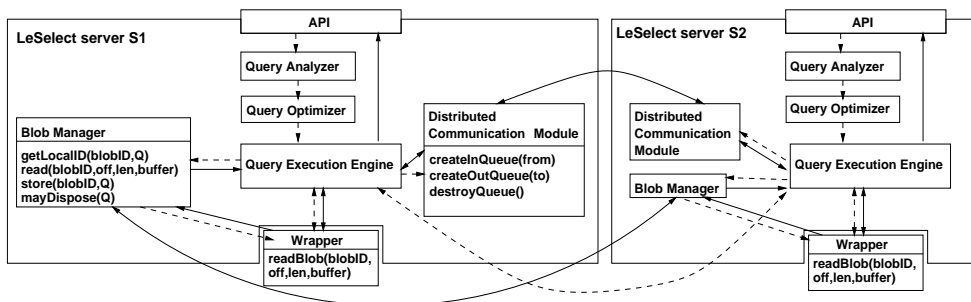 API
LeSelect server S1
Query Analyzer
Query Optimizer
Blob Manager
getLocalID(blobID,Q)
read(blobID,off,len,buffer)
store(blobID,Q)
mayDispose(Q)
Query Execution Engine
Distributed
Communication Module
createInQueue(from)
createOutQueue(to)
destroyQueue()
Wrapper
readBlob(blobID,
off,len,buffer)
API
LeSelect server S2
Query Analyzer
Query Optimizer
Distributed
Communication
Module
Query Execution Engine
Blob Manager
Wrapper
readBlob(blobID,
off,len,buffer)